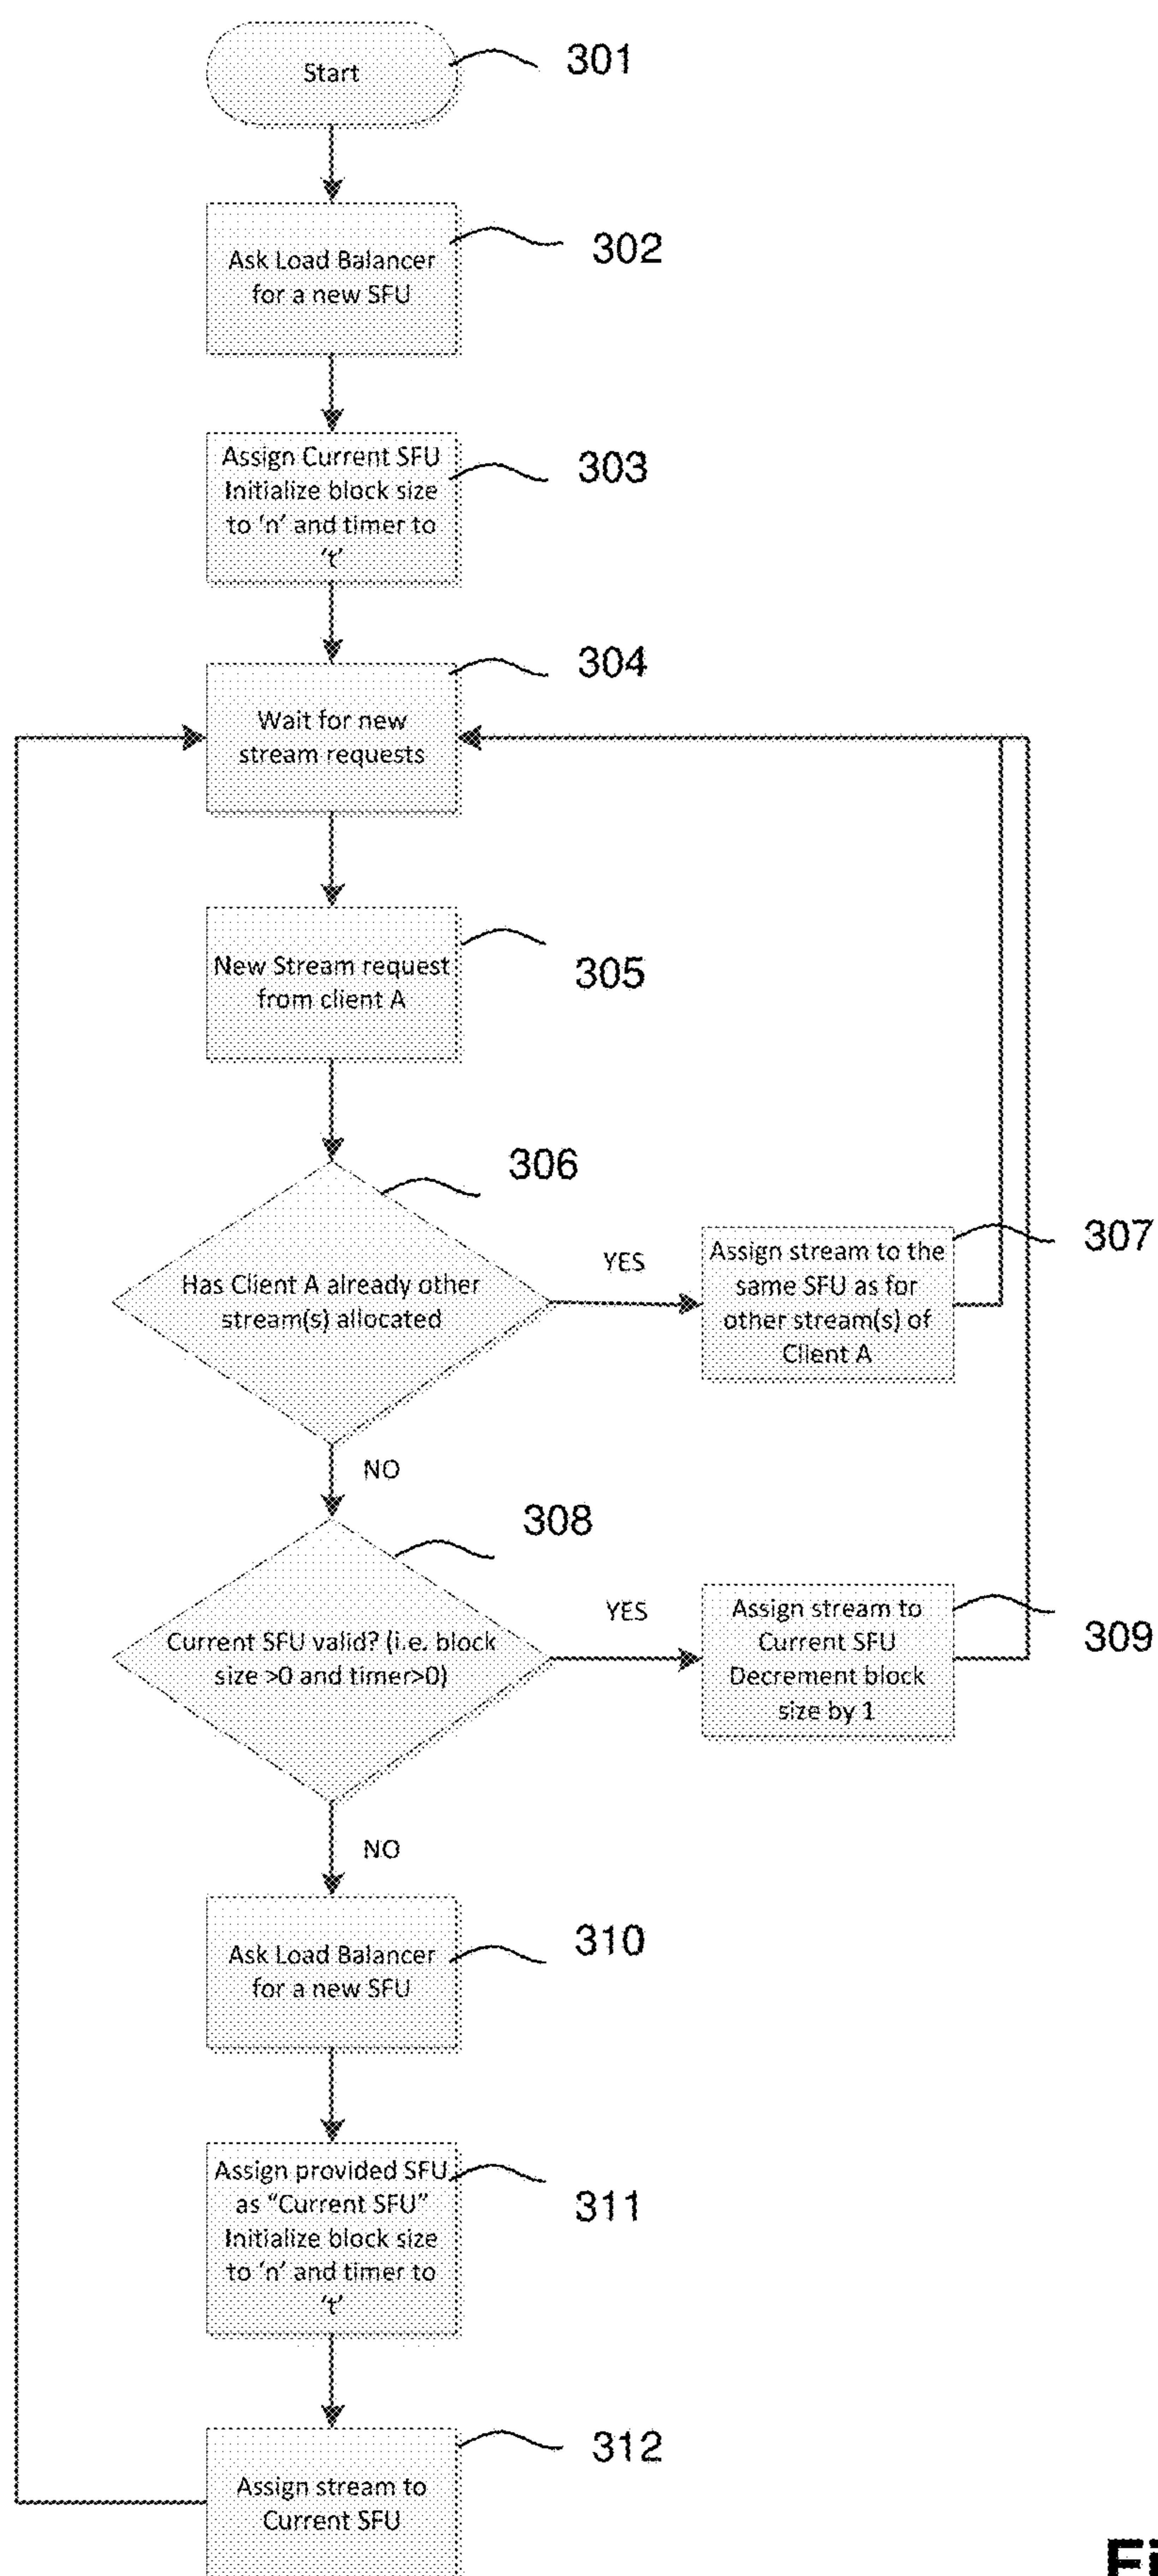 Start
301
Ask Load Balancer
for a new SFU
302
Assign Current SFU
Initialize block size
to ‘n’ and timer to
‘t’
303
Wait for new
stream requests
304
New Stream request
from client A
305
Has Client A already other
stream(s) allocated
306
YES
Assign stream to the
same SFU as for
other stream(s) of
Client A
307
NO
Current SFU valid? (i.e. block
size >0 and timer>0)
308
YES
Assign stream to
Current SFU
Decrement block
size by 1
309
NO
Ask Load Balancer
for a new SFU
310
Assign provided SFU
as “Current SFU”
Initialize block size
to ‘n’ and timer to
‘t’
311
Assign stream to
Current SFU
312